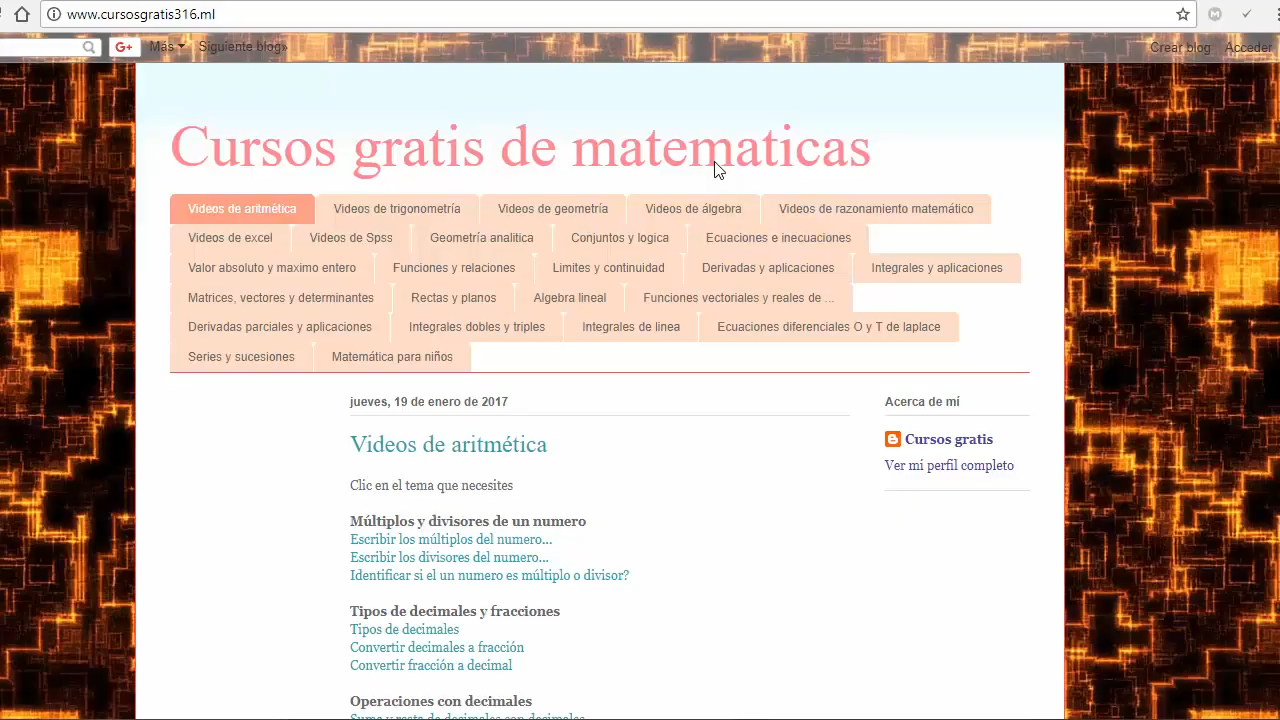 www.cursosgratis316.ml
G+ Más Siguiente blog» Crear blog Acceder
Cursos gratis de matematicas
Videos de aritmética Videos de trigonometría Videos de geometría Videos de álgebra Videos de razonamiento matemático
Videos de excel Videos de Spss Geometría analitica Conjuntos y logica Ecuaciones e inecuaciones
Valor absoluto y maximo entero Funciones y relaciones Limites y continuidad Derivadas y aplicaciones Integrales y aplicaciones
Matrices, vectores y determinantes Rectas y planos Algebra lineal Funciones vectoriales y reales de ...
Derivadas parciales y aplicaciones Integrales dobles y triples Integrales de linea Ecuaciones diferenciales O y T de laplace
Series y sucesiones Matemática para niños
jueves, 19 de enero de 2017
Videos de aritmética
Clic en el tema que necesites
Múltiplos y divisores de un numero
Escribir los múltiplos del numero...
Escribir los divisores del numero...
Identificar si el un numero es múltiplo o divisor?
Tipos de decimales y fracciones
Tipos de decimales
Convertir decimales a fracción
Convertir fracción a decimal
Operaciones con decimales
Suma y resta de decimales con decimales
Acerca de mí
Cursos gratis
Ver mi perfil completo